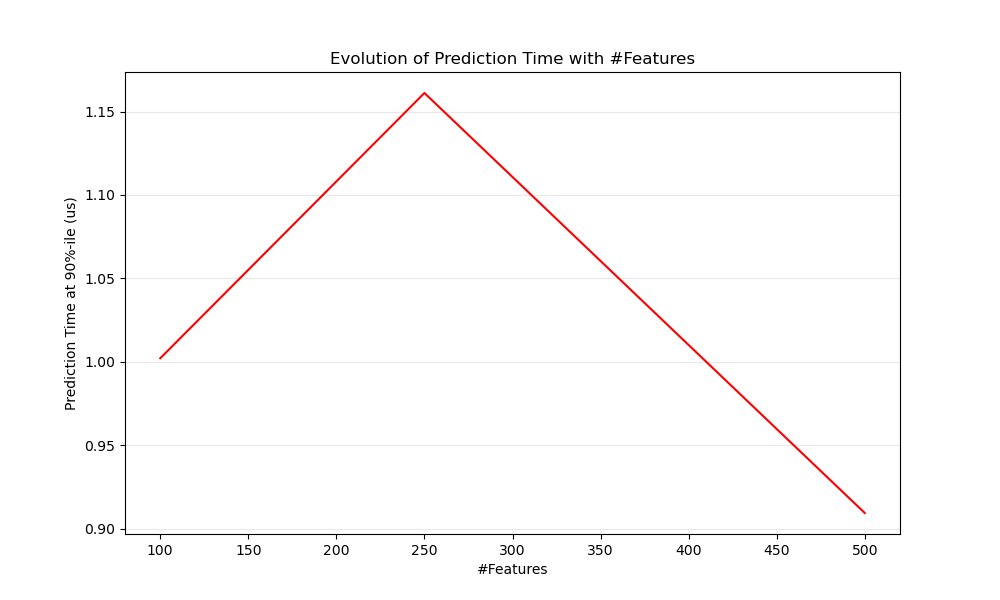 Evolution of Prediction Time with #Features
Prediction Time at 90%-ile (us)
1.15
1.10
1.05
1.00
0.95
0.90
100 150 200 250 300 350 400 450 500
#Features